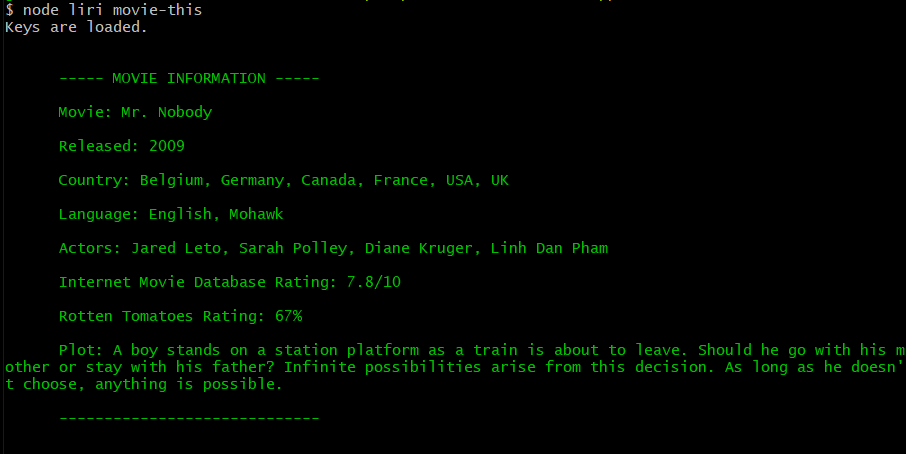 $ node liri movie-this
Keys are loaded.
----- MOVIE INFORMATION -----
Movie: Mr. Nobody
Released: 2009
Country: Belgium, Germany, Canada, France, USA, UK
Language: English, Mohawk
Actors: Jared Leto, Sarah Polley, Diane Kruger, Linh Dan Pham
Internet Movie Database Rating: 7.8/10
Rotten Tomatoes Rating: 67%
Plot: A boy stands on a station platform as a train is about to leave. Should he go with his m
other or stay with his father? Infinite possibilities arise from this decision. As long as he doesn'
t choose, anything is possible.
-----------------------------